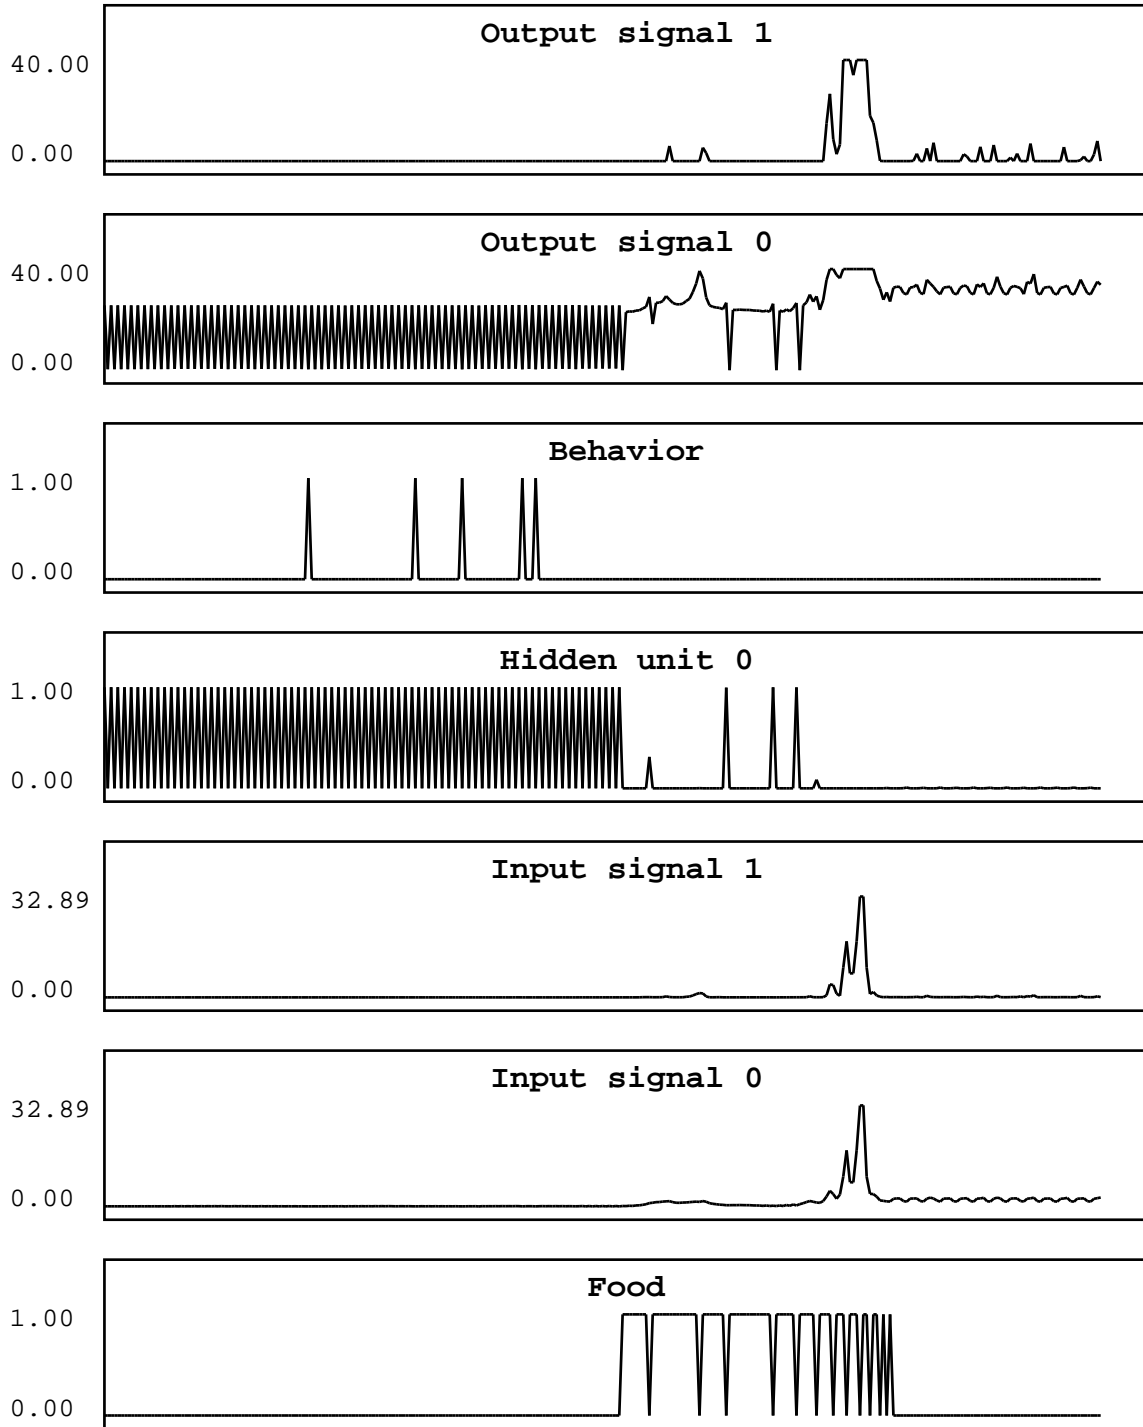 Output signal 1
40.00
0.00
Output signal 0
40.00
0.00
Behavior
1.00
0.00
Hidden unit 0
1.00
0.00
Input signal 1
32.89
0.00
Input signal 0
32.89
0.00
Food
1.00
0.00